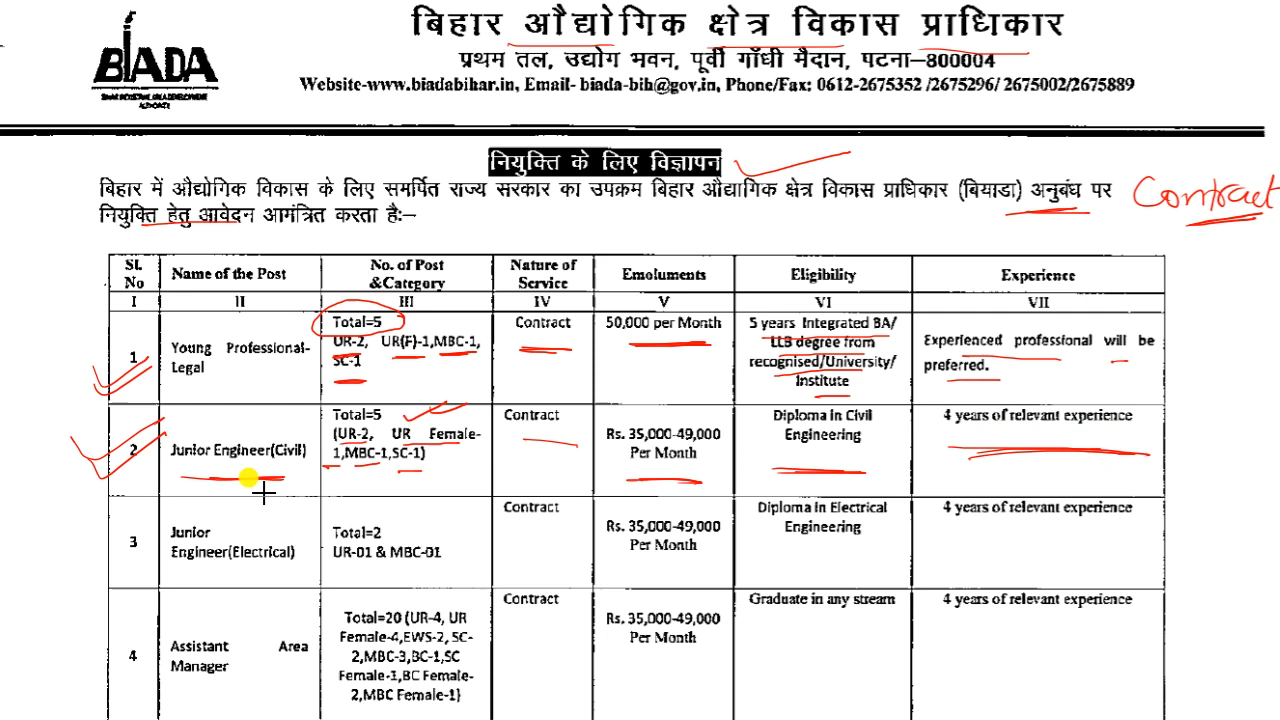 बिहार औद्योगिक क्षेत्र विकास प्राधिकार
BIADA
प्रथम तल, उद्योग भवन, पूर्वी गाँधी मैदान, पटना–800004
Website-www.biadabihar.in, Email- biada-bih@gov.in, Phone/Fax: 0612-2675352 /2675296/ 2675002/2675889
नियुक्ति के लिए विज्ञापन
बिहार में औद्योगिक विकास के लिए समर्पित राज्य सरकार का उपक्रम बिहार औद्यागिक क्षेत्र विकास प्राधिकार (बियाडा) अनुबंध पर
Contract
नियुक्ति हेतु आवेदन आमंत्रित करता है:–
Sl. No Name of the Post No. of Post &Category Nature of Service Emoluments Eligibility Experience
I II III IV V VI VII
1 Young Professional- Legal
Total=5
UR-2, UR(F)-1,MBC-1,
SC-1
Contract
50,000 per Month
5 years Integrated BA/
LLB degree from
recognised/University/
Institute
Experienced professional will be
preferred.
2 Junior Engineer(Civil)
Total=5
(UR-2, UR Female-
1,MBC-1,SC-1)
Contract
Rs. 35,000-49,000
Per Month
Diploma in Civil
Engineering
4 years of relevant experience
3 Junior
Engineer(Electrical)
Total=2
UR-01 & MBC-01
Contract
Rs. 35,000-49,000
Per Month
Diploma in Electrical
Engineering
4 years of relevant experience
4 Assistant Area
Manager
Total=20 (UR-4, UR
Female-4,EWS-2, SC-
2,MBC-3,BC-1,SC
Female-1,BC Female-
2,MBC Female-1)
Contract
Rs. 35,000-49,000
Per Month
Graduate in any stream
4 years of relevant experience